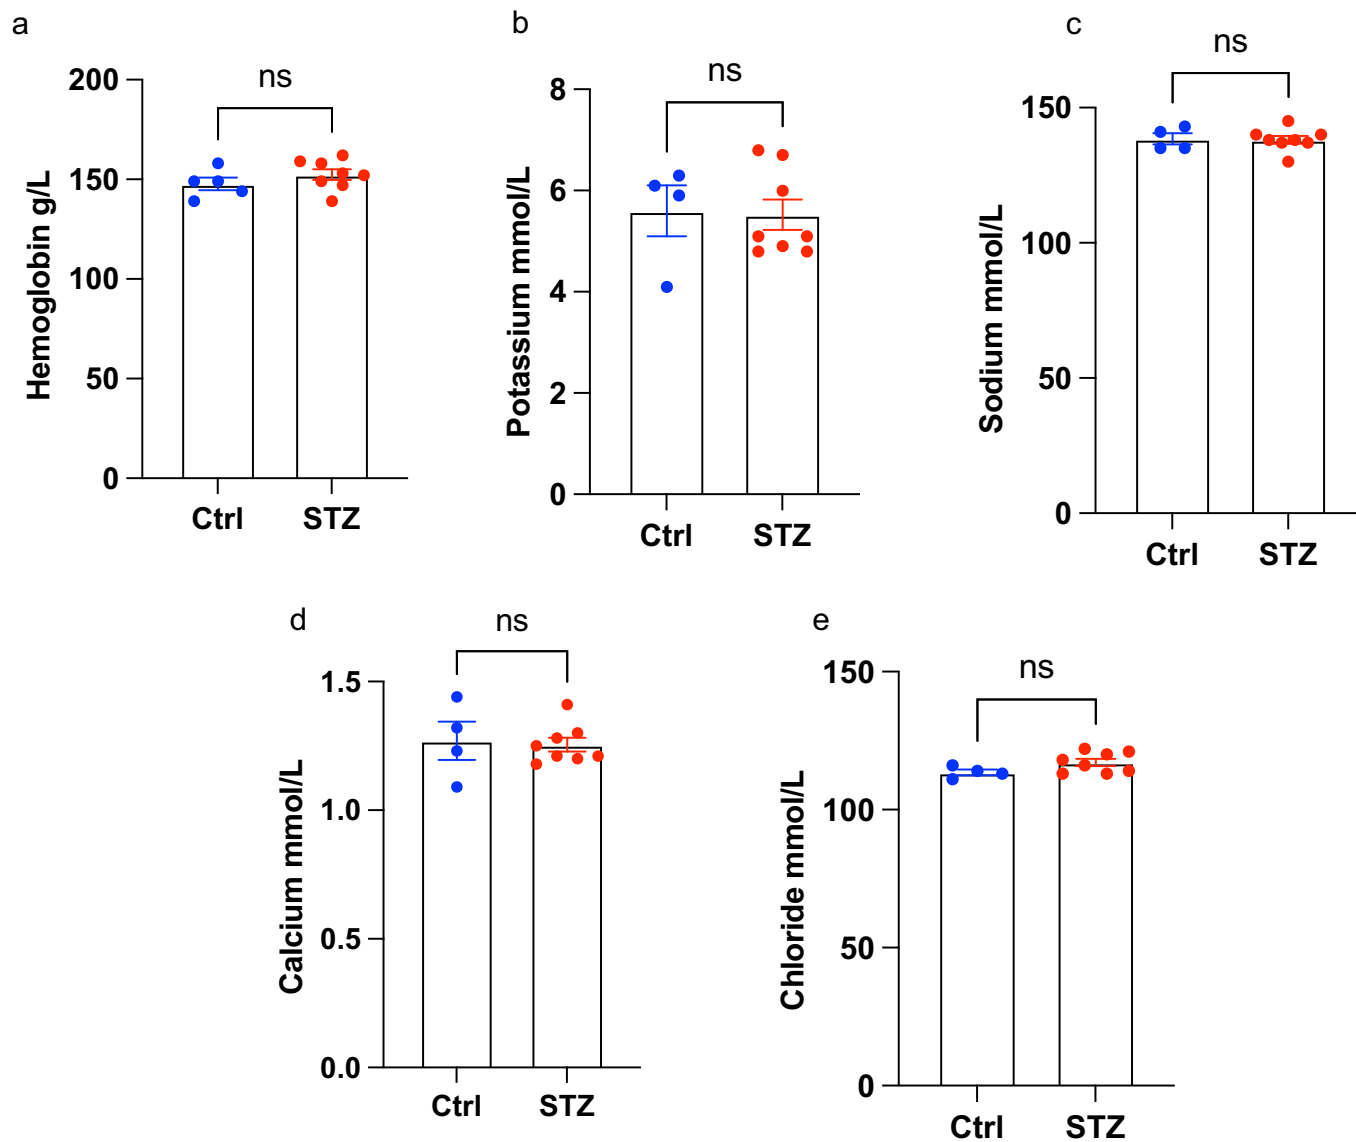 a
ns
Hemoglobin g/L
200
150
100
50
0
Ctrl STZ
b
ns
Potassium mmol/L
8
6
4
2
0
Ctrl STZ
c
ns
Sodium mmol/L
150
100
50
0
Ctrl STZ
d
ns
Calcium mmol/L
1.5
1.0
0.5
0.0
Ctrl STZ
e
ns
Chloride mmol/L
150
100
50
0
Ctrl STZ